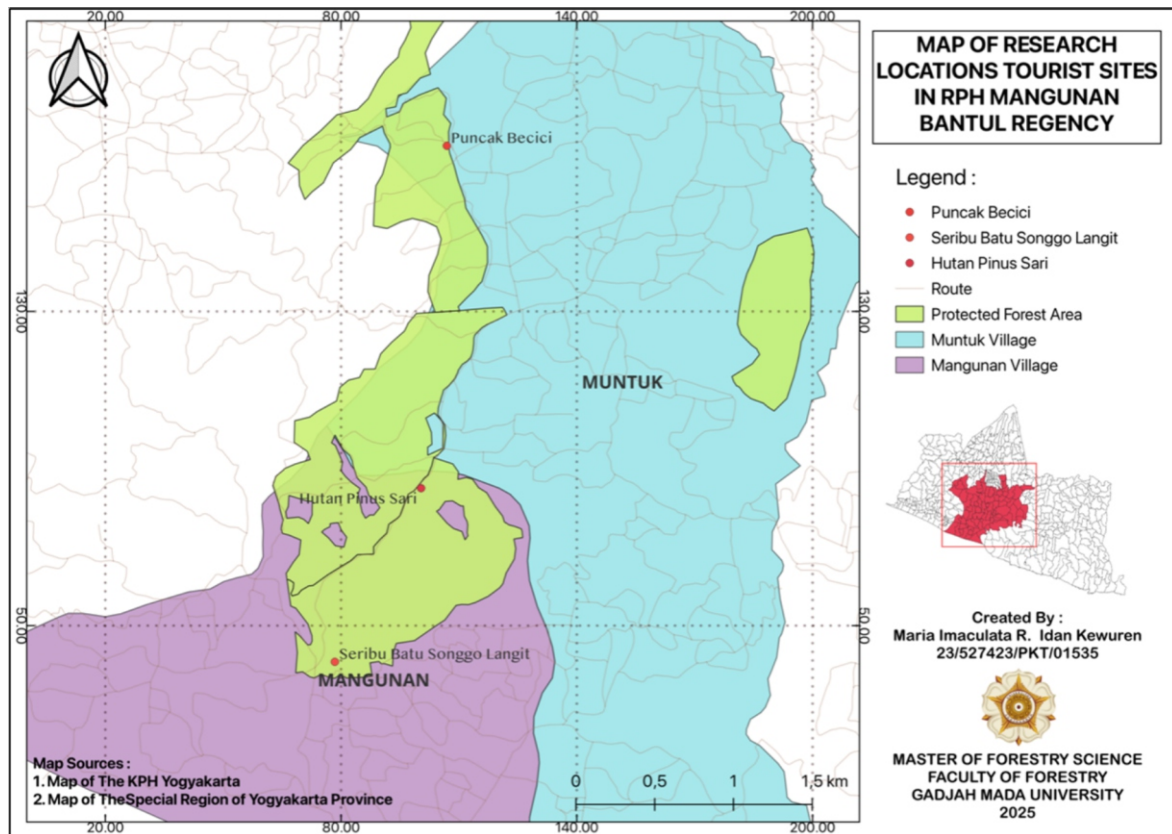 20.00
80.00
140.00
200.00
130.00
130.00
50.00
50.00
Puncak Becici
MUNTUK
Hutan Pinus Sari
Seribu Batu Songgo Langit
MANGUNAN
Map Sources :
1. Map of The KPH Yogyakarta
2. Map of TheSpecial Region of Yogyakarta Province
0 0,5 1 1,5 km
20.00
80.00
140.00
200.00
MAP OF RESEARCH
LOCATIONS TOURIST SITES
IN RPH MANGUNAN
BANTUL REGENCY
Legend :
Puncak Becici
Seribu Batu Songgo Langit
Hutan Pinus Sari
Route
Protected Forest Area
Muntuk Village
Mangunan Village
Created By :
Maria Imaculata R. Idan Kewuren
23/527423/PKT/01535
MASTER OF FORESTRY SCIENCE
FACULTY OF FORESTRY
GADJAH MADA UNIVERSITY
2025